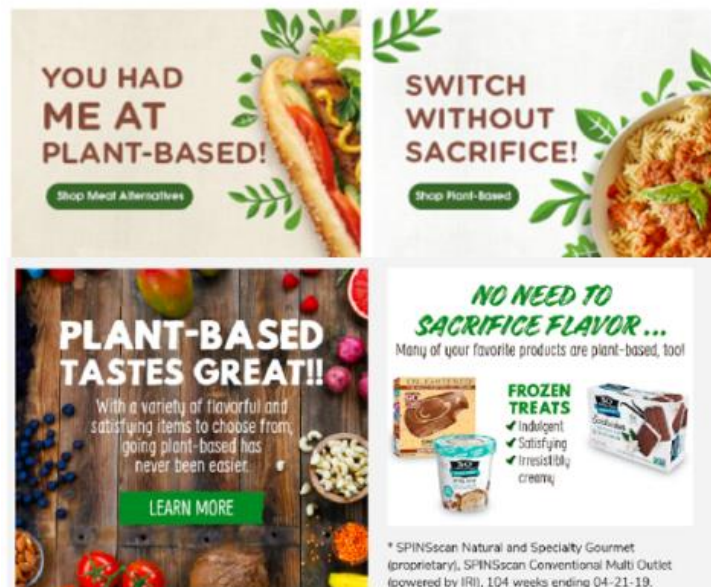 YOU HAD
ME AT
PLANT-BASED!
Shop Meat Alternatives
SWITCH
WITHOUT
SACRIFICE!
Shop Plant-Based
PLANT-BASED
TASTES GREAT!!
With a variety of flavorful and
satisfying items to choose from,
going plant-based has
never been easier.
LEARN MORE
NO NEED TO
SACRIFICE FLAVOR...
Many of your favorite products are plant-based, too!
FROZEN
TREATS
✔ Indulgent
✔ Satisfying
✔ Irresistibly
creamy
SO
* SPINSscan Natural and Specialty Gourmet
(proprietary), SPINSscan Conventional Multi Outlet
(powered by IRI), 104 weeks ending 04-21-19.